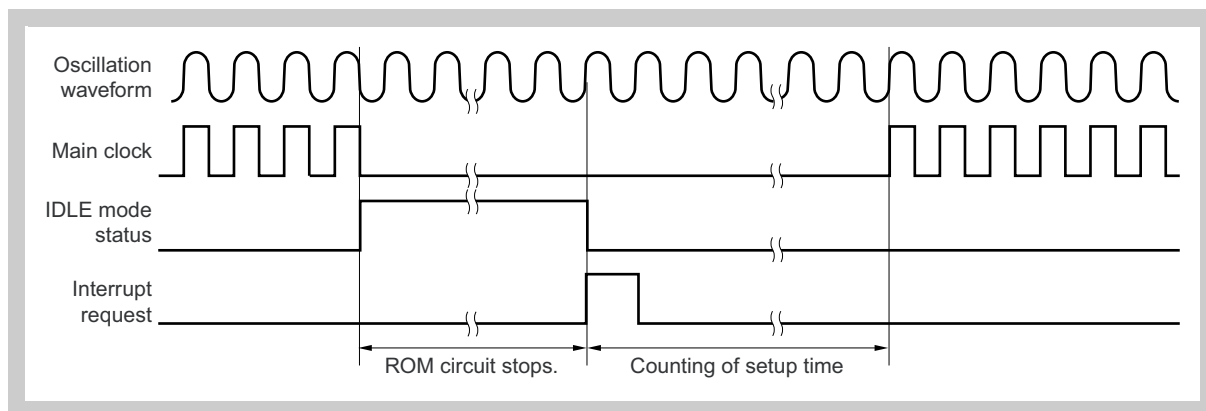 Oscillation
waveform
Main clock
IDLE mode
status
Interrupt
request
ROM circuit stops.
Counting of setup time